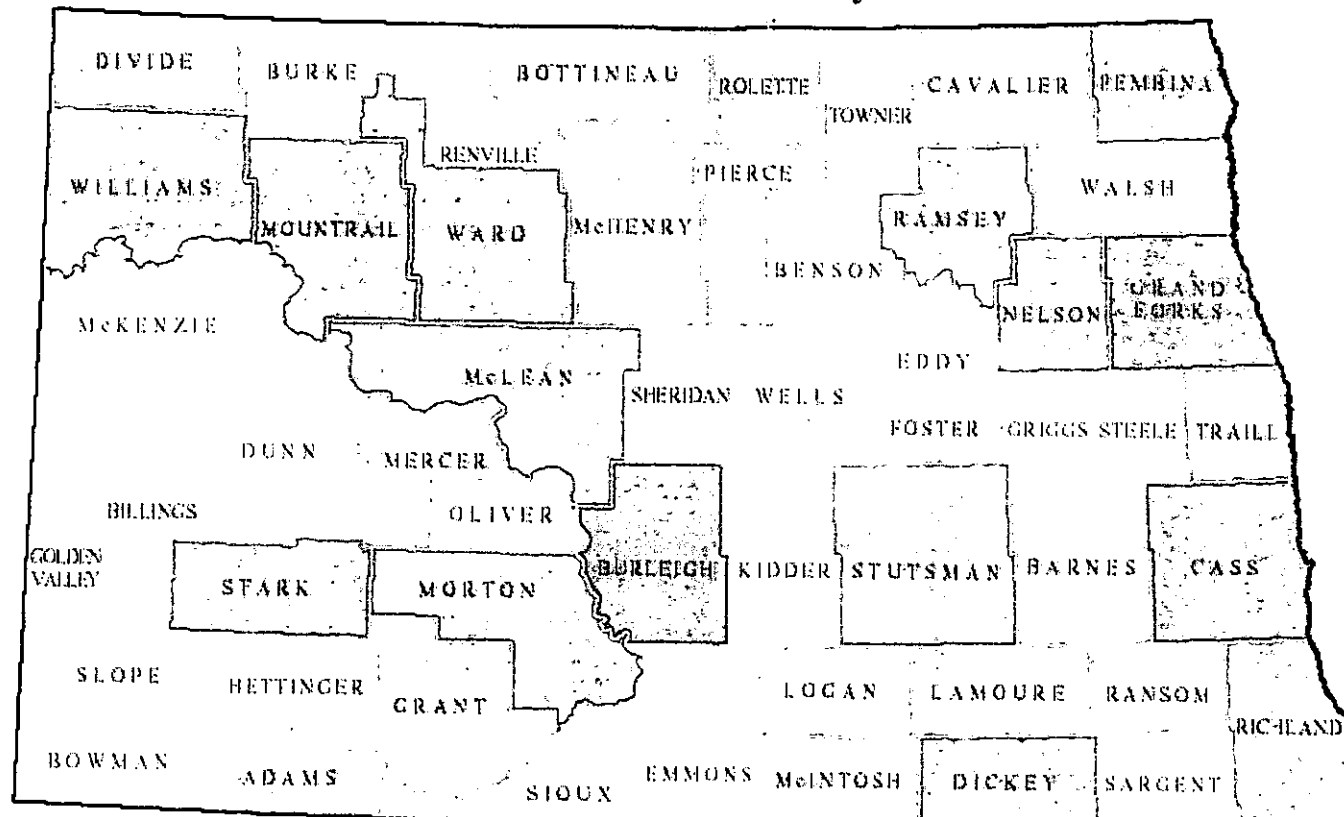 DIVIDE
BURKE
BOTTINEAU
ROLETTE
TOWNER
CAVALIER
PEMBINA
WILLIAMS
MOUNTRAIL
RENVILLE
WARD
McHENRY
PIERCE
BENSON
RAMSEY
WALSH
NELSON
GRAND
FORKS
McKENZIE
McLEAN
SHERIDAN
WELLS
EDDY
FOSTER
GRIGGS
STEELE
TRAILL
DUNN
MERCER
OLIVER
BILLINGS
GOLDEN
VALLEY
STARK
MORTON
BURLEIGH
KIDDER
STUTSMAN
BARNES
CASS
SLOPE
HETTINGER
GRANT
LOGAN
LAMOURE
RANSOM
RICHLAND
BOWMAN
ADAMS
SIOUX
EMMONS
McINTOSH
DICKEY
SARGENT